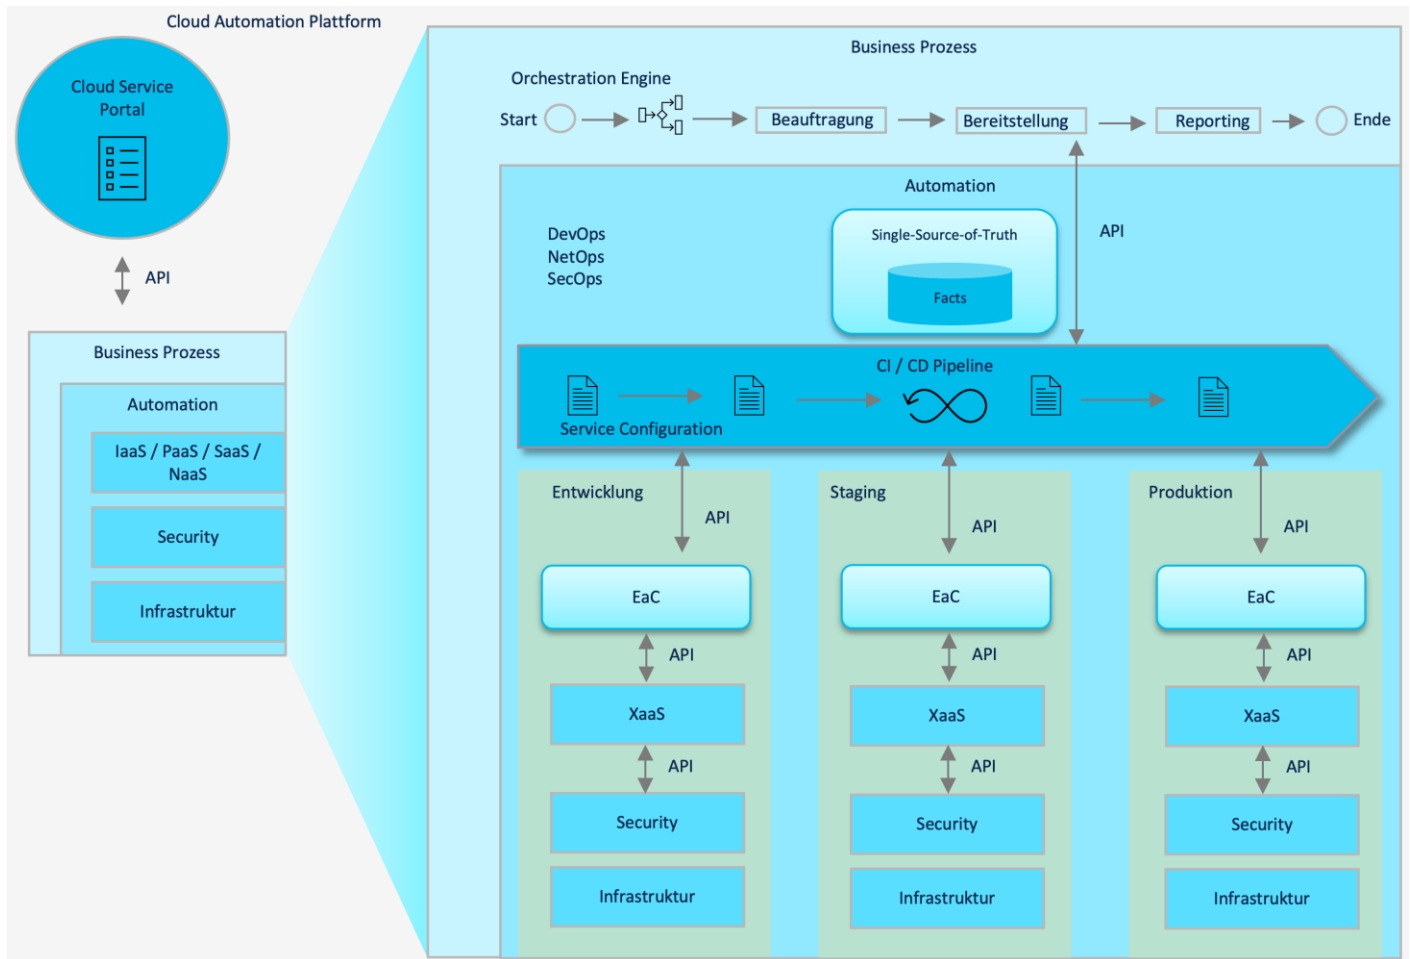 Cloud Automation Plattform
Cloud Service
Portal
API
Business Prozess
Automation
IaaS / PaaS / SaaS /
NaaS
Security
Infrastruktur
Business Prozess
Orchestration Engine
Start
Beauftragung
Bereitstellung
Reporting
Ende
Automation
DevOps
NetOps
SecOps
Single-Source-of-Truth
Facts
API
CI / CD Pipeline
Service Configuration
Entwicklung
API
EaC
API
XaaS
API
Security
Infrastruktur
Staging
API
EaC
API
XaaS
API
Security
Infrastruktur
Produktion
API
EaC
API
XaaS
API
Security
Infrastruktur